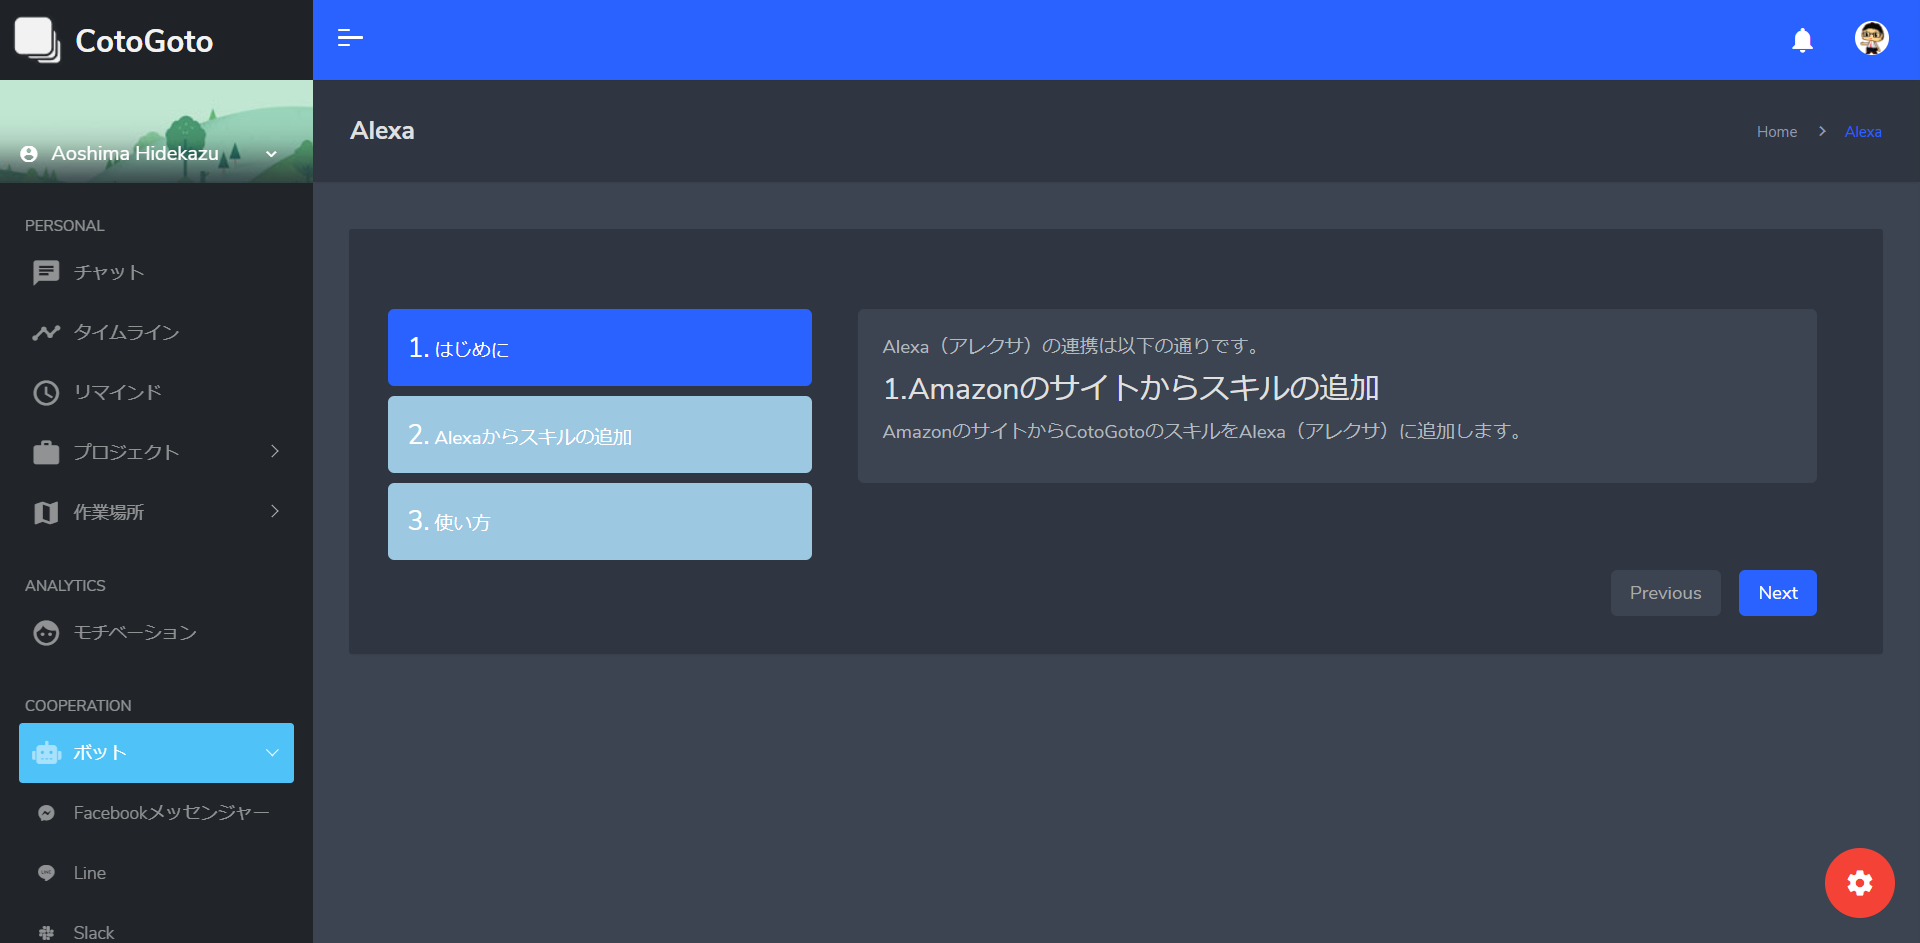 CotoGoto
Aoshima Hidekazu
PERSONAL
チャット
タイムライン
リマインド
プロジェクト
作業場所
ANALYTICS
モチベーション
COOPERATION
ボット
Facebookメッセンジャー
Line
Slack
Alexa
Home
Alexa
1. はじめに
2. Alexaからスキルの追加
3. 使い方
Alexa（アレクサ）の連携は以下の通りです。
1.Amazonのサイトからスキルの追加
AmazonのサイトからCotoGotoのスキルをAlexa（アレクサ）に追加します。
Previous
Next